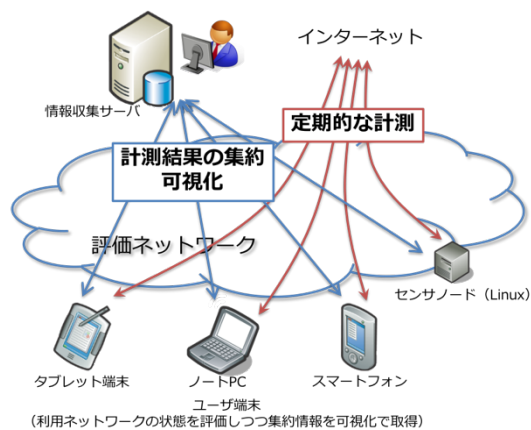 インターネット
情報収集サーバ
定期的な計測
計測結果の集約
可視化
評価ネットワーク
センサノード（Linux）
タブレット端末
ノートPC
スマートフォン
ユーザ端末
（利用ネットワークの状態を評価しつつ集約情報を可視化で取得）